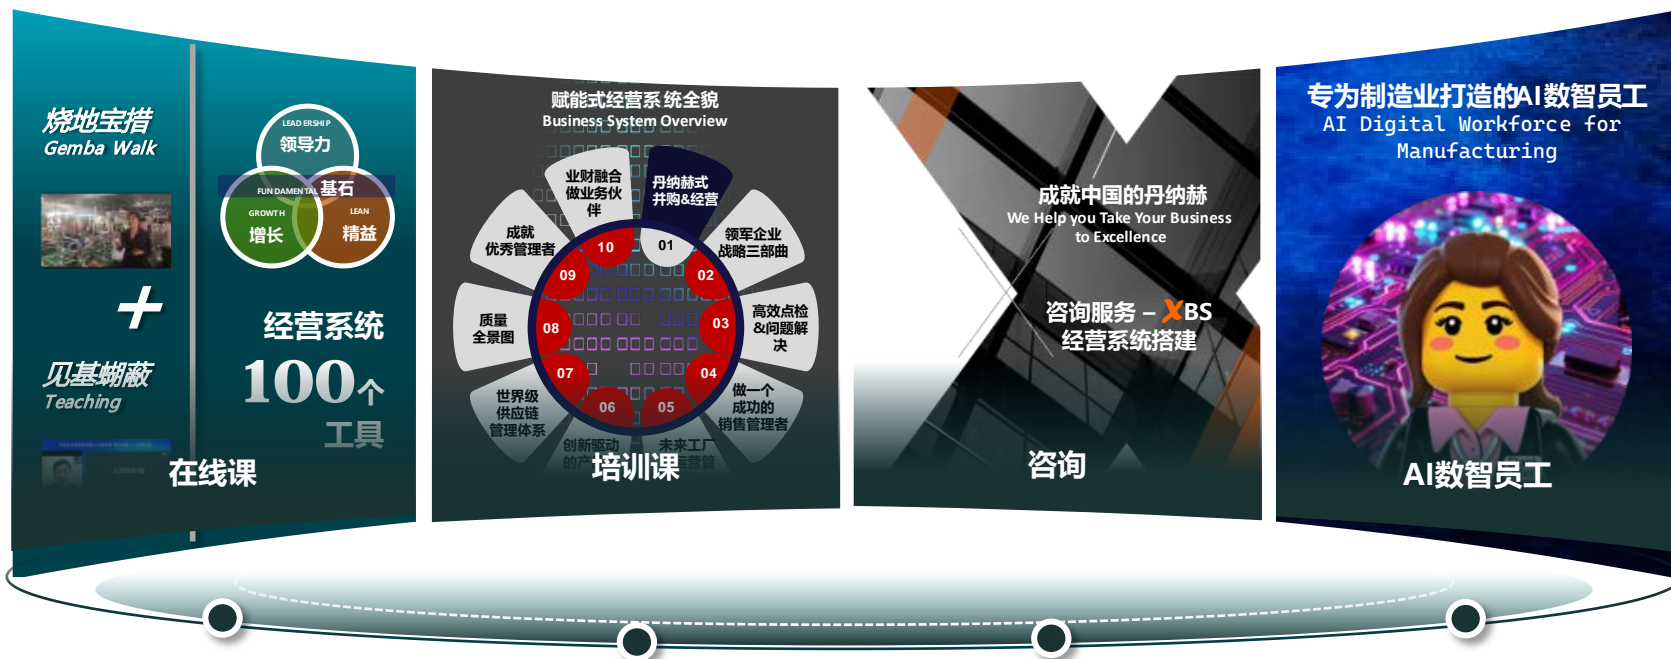 烧地宝措
Gemba Walk
+
见基蝴蔽
Teaching
LEADERSHIP
领导力
FUNDAMENTAL 基石
GROWTH
增长
LEAN
精益
经营系统
100个
工具
在线课
赋能式经营系统全貌
Business System Overview
业财融合
做业务伙
伴
丹纳赫式
并购&经营
成就
优秀管理者
领军企业
战略三部曲
质量
全景图
高效点检
&问题解
决
世界级
供应链
管理体系
做一个
成功的
销售管理者
创新驱动
的产
未来工厂
运营管
10
01
09
02
08
03
07
04
06
05
培训课
成就中国的丹纳赫
We Help you Take Your Business
to Excellence
咨询服务 – XBS
经营系统搭建
咨询
专为制造业打造的AI数智员工
AI Digital Workforce for
Manufacturing
AI数智员工